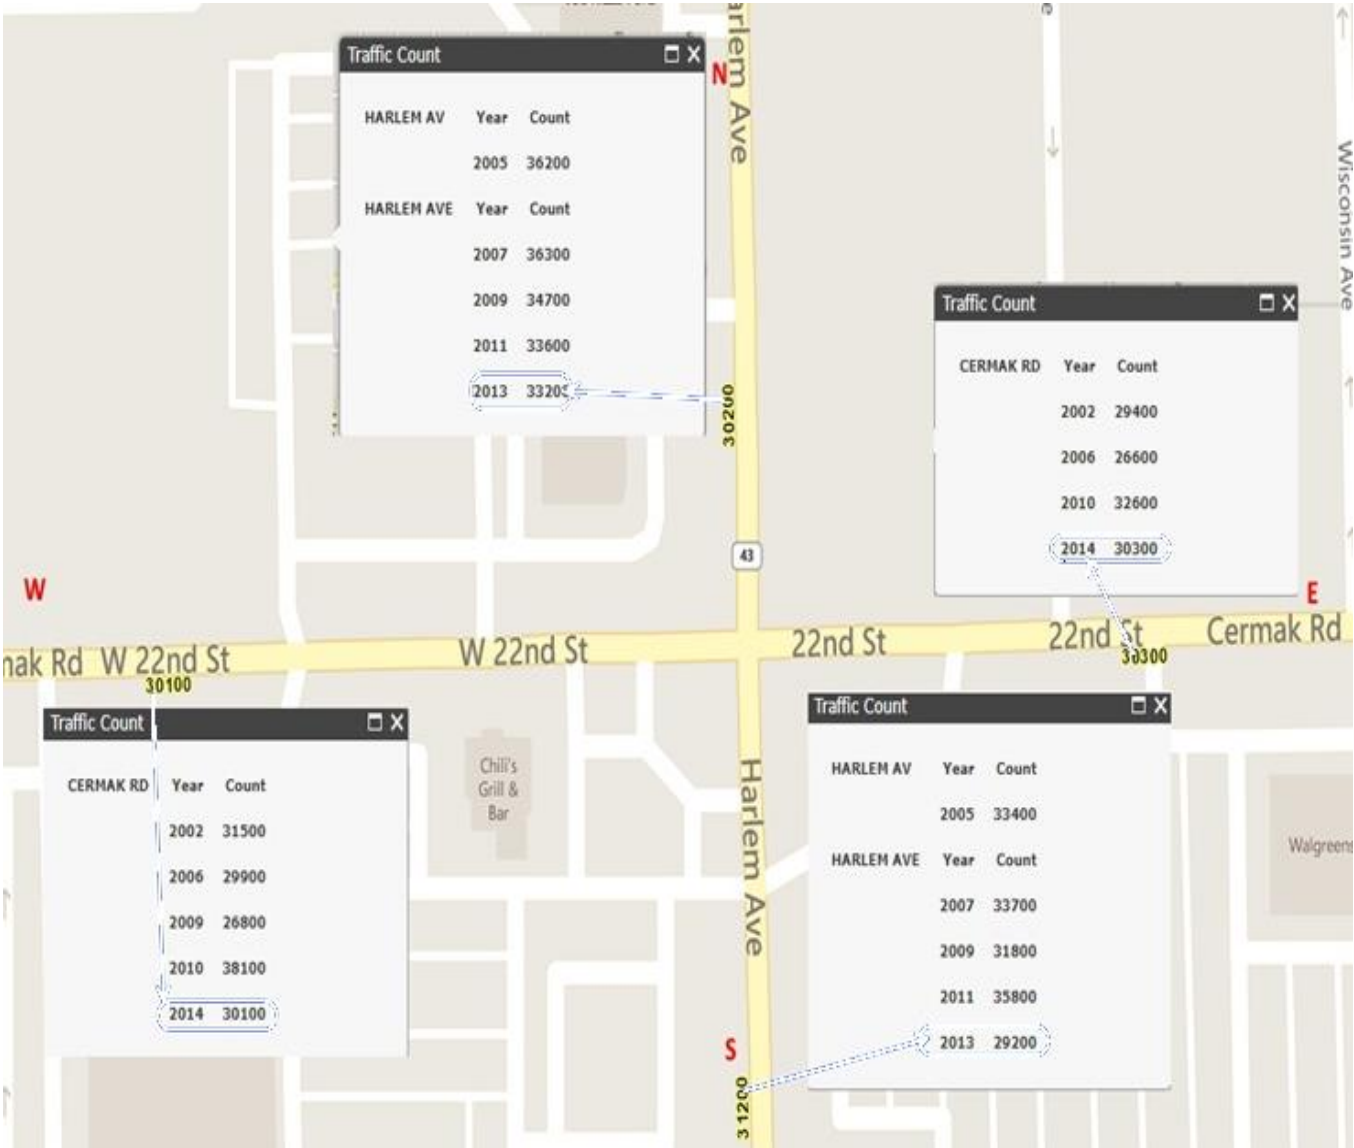 arlem Ave
e
Traffic Count
N
HARLEM AV Year Count
2005 36200
HARLEM AVE Year Count
2007 36300
2009 34700
2011 33600
2013 3320
30200
Wisconsin Ave
Traffic Count
CERMAK RD Year Count
2002 29400
2006 26600
2010 32600
2014 30300
43
W
E
mak Rd W 22nd St
W 22nd St
22nd St
22nd St
Cermak Rd
30100
30300
Traffic Count
CERMAK RD Year Count
2002 31500
2006 29900
2009 26800
2010 38100
2014 30100
Chili's
Grill &
Bar
Harlem Ave
Traffic Count
HARLEM AV Year Count
2005 33400
HARLEM AVE Year Count
2007 33700
2009 31800
2011 35800
2013 29200
Walgreens
S
31200